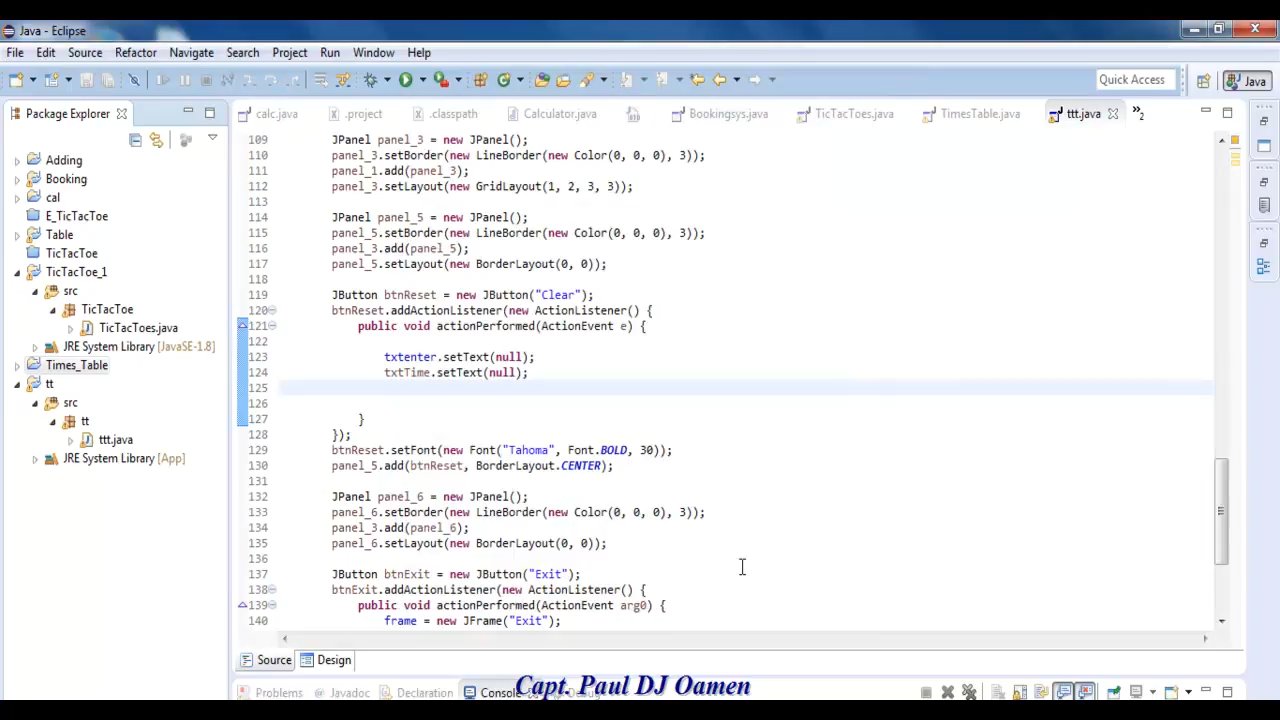 Java - Eclipse
File Edit Source Refactor Navigate Search Project Run Window Help
Quick Access
Java
Package Explorer
calc.java
.project
.classpath
Calculator.java
Bookingsys.java
TicTacToes.java
TimesTable.java
ttt.java
»2
Adding
Booking
cal
E_TicTacToe
Table
TicTacToe
TicTacToe_1
src
TicTacToe
TicTacToes.java
JRE System Library [JavaSE-1.8]
Times_Table
tt
src
tt
ttt.java
JRE System Library [App]
109 JPanel panel_3 = new JPanel();
110 panel_3.setBorder(new LineBorder(new Color(0, 0, 0), 3));
111 panel_1.add(panel_3);
112 panel_3.setLayout(new GridLayout(1, 2, 3, 3));
113
114 JPanel panel_5 = new JPanel();
115 panel_5.setBorder(new LineBorder(new Color(0, 0, 0), 3));
116 panel_3.add(panel_5);
117 panel_5.setLayout(new BorderLayout(0, 0));
118
119 JButton btnReset = new JButton("Clear");
120 btnReset.addActionListener(new ActionListener() {
121 public void actionPerformed(ActionEvent e) {
122
123 txtenter.setText(null);
124 txtTime.setText(null);
125
126
127 }
128 });
129 btnReset.setFont(new Font("Tahoma", Font.BOLD, 30));
130 panel_5.add(btnReset, BorderLayout.CENTER);
131
132 JPanel panel_6 = new JPanel();
133 panel_6.setBorder(new LineBorder(new Color(0, 0, 0), 3));
134 panel_3.add(panel_6);
135 panel_6.setLayout(new BorderLayout(0, 0));
136
137 JButton btnExit = new JButton("Exit");
138 btnExit.addActionListener(new ActionListener() {
139 public void actionPerformed(ActionEvent arg0) {
140 frame = new JFrame("Exit");
Source Design
Problems Javadoc Declaration Console Debug
Capt. Paul DJ Oamen